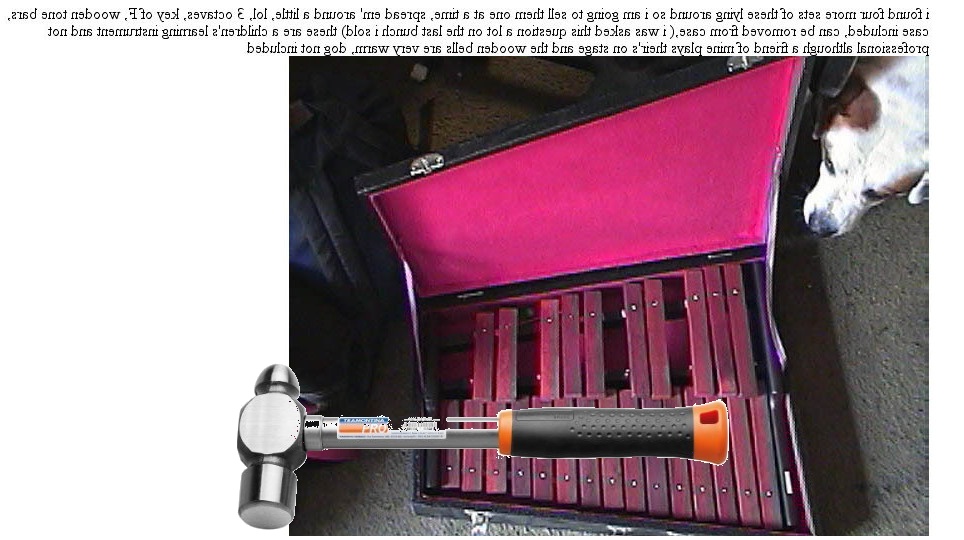 i found four more sets of these lying around so i am going to sell them one at a time, spread em' around a little, lol, 3 octaves, key of F, wooden tone bars,
case included, can be removed from case,( i was asked this question a lot on the last bunch i sold) these are a children's learning instrument and not
professional although a friend of mine plays their's on stage and the wooden bells are very warm, dog not included
TRAMONTINA
PRO